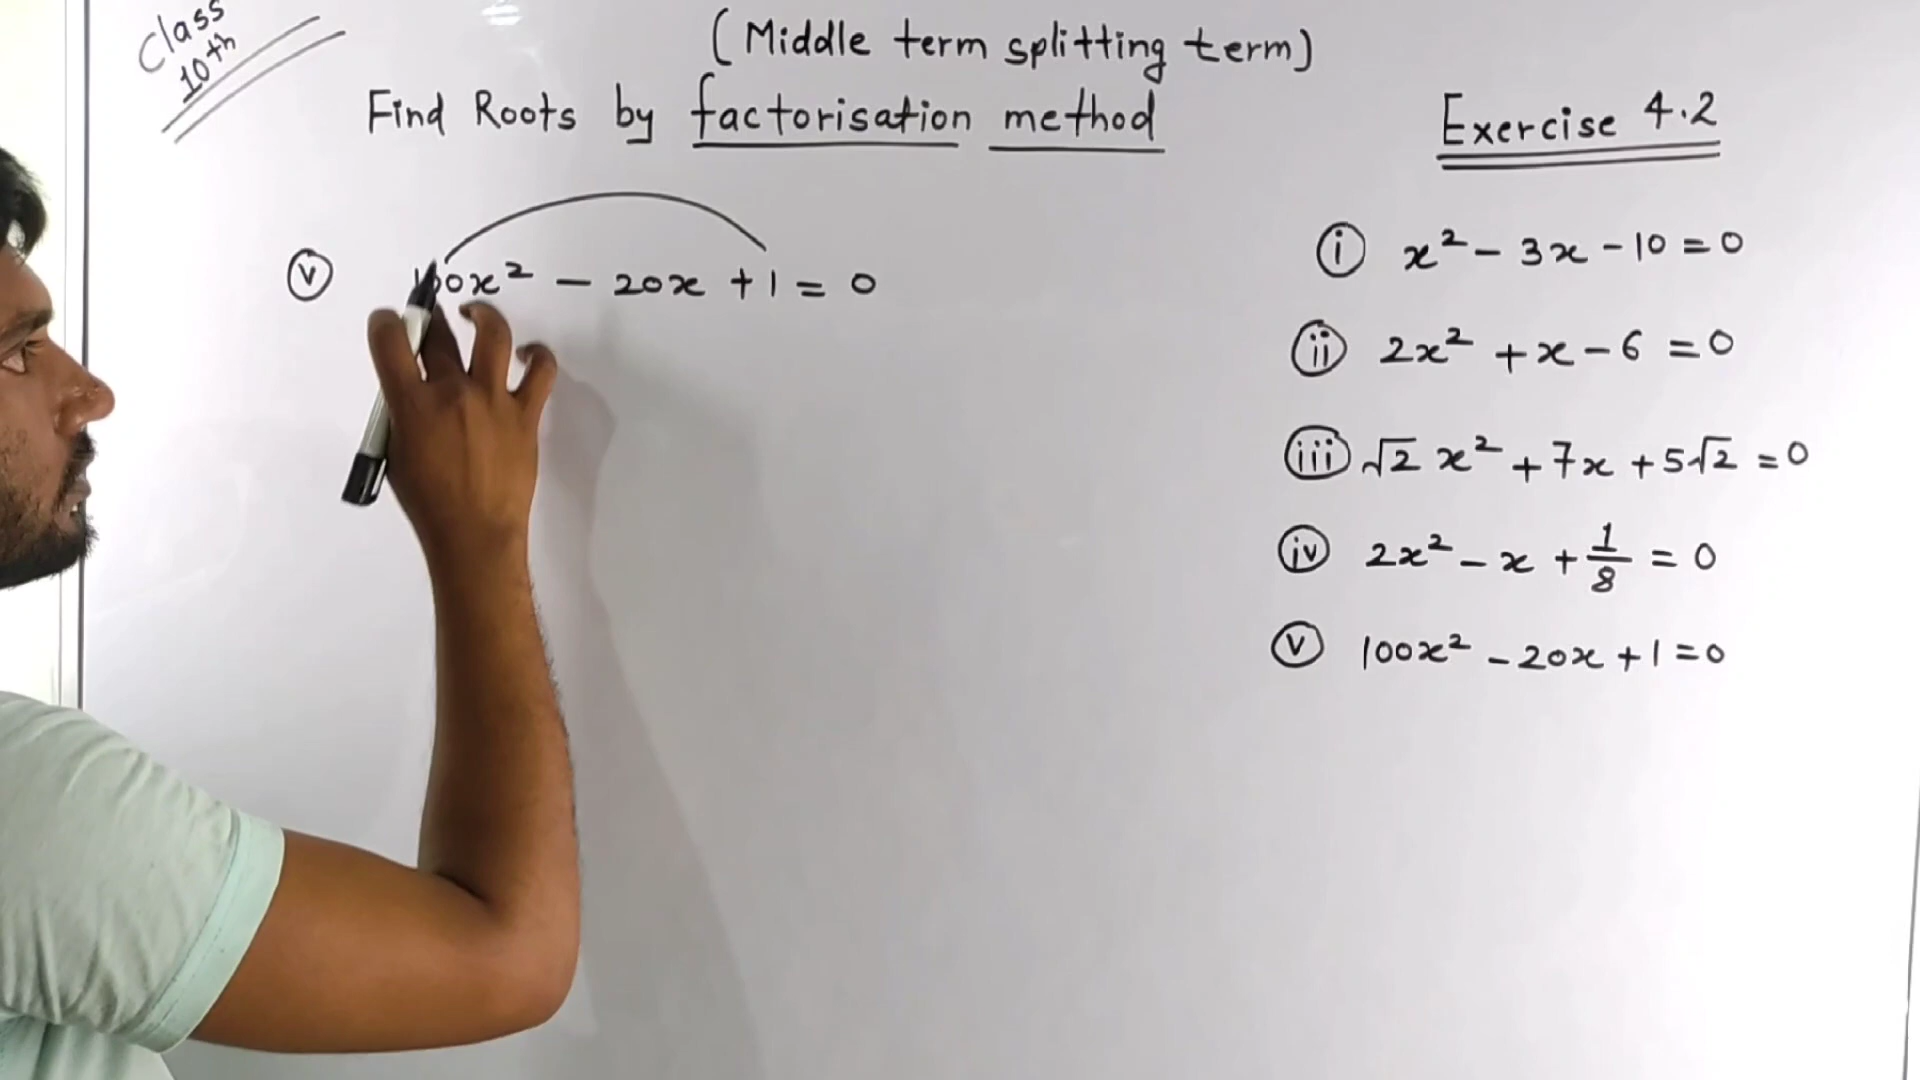 Class
10th
(Middle term splitting term)
Find Roots by factorisation method
Exercise 4.2
(v) 100x² - 20x + 1 = 0
(i) x² - 3x - 10 = 0
(ii) 2x² + x - 6 = 0
(iii) √2 x² + 7x + 5√2 = 0
(iv) 2x² - x + 1/8 = 0
(v) 100x² - 20x + 1 = 0